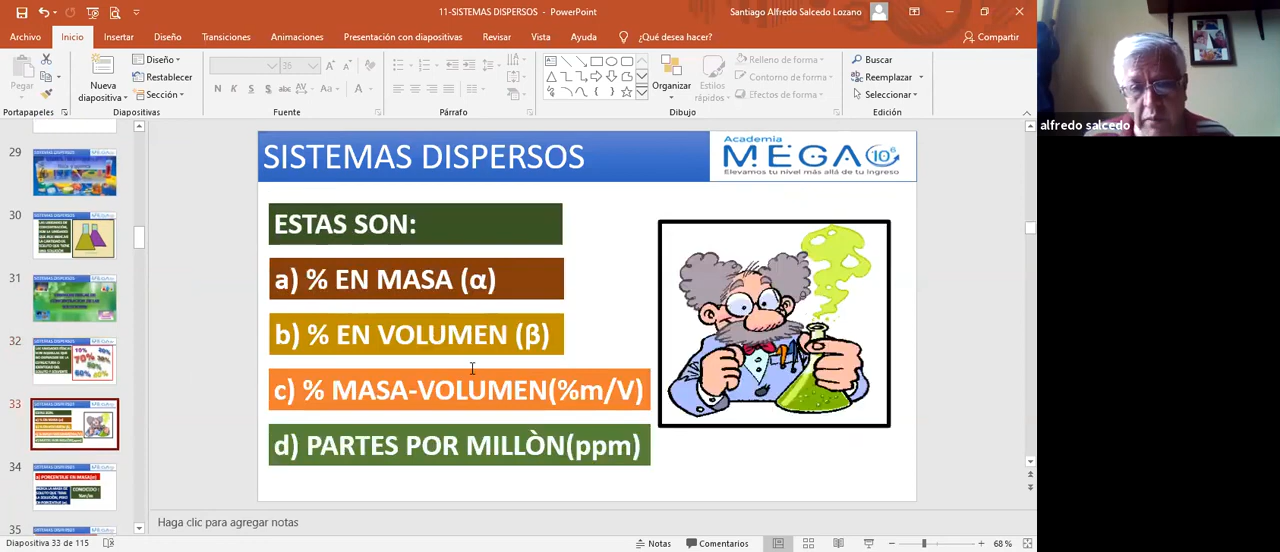 11-SISTEMAS DISPERSOS - PowerPoint
Santiago Alfredo Salcedo Lozano
Archivo Inicio Insertar Diseño Transiciones Animaciones Presentación con diapositivas Revisar Vista Ayuda ¿Qué desea hacer? Compartir
Pegar
Nueva diapositiva
Diseño
Restablecer
Sección
35
N K S
Organizar
Estilos rápidos
Relleno de forma
Contorno de forma
Efectos de forma
Buscar
Reemplazar
Seleccionar
Portapapeles Diapositivas Fuente Párrafo Dibujo Edición
alfredo salcedo
29
30
31
32
33
34
35
SISTEMAS DISPERSOS
Academia
MEGA 10⁶
Elevamos tu nivel más allá de tu ingreso
ESTAS SON:
a) % EN MASA (α)
b) % EN VOLUMEN (β)
c) % MASA-VOLUMEN(%m/V)
d) PARTES POR MILLÒN(ppm)
Haga clic para agregar notas
Diapositiva 33 de 115
Notas Comentarios 68 %